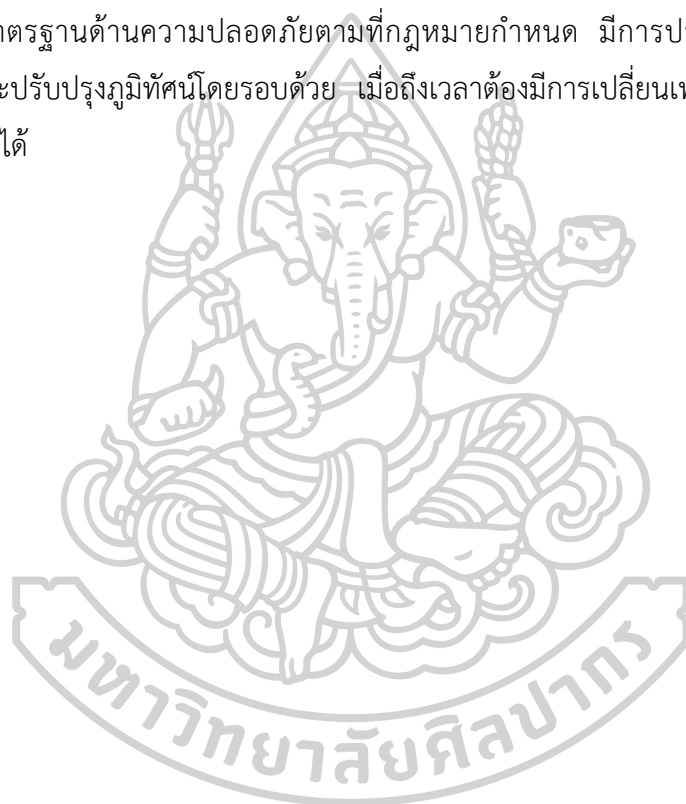 าตรฐานด้านความปลอดภัยตามที่กฎหมายกำหนด มีการปร
ะปรับปรุงภูมิทัศน์โดยรอบด้วย เมื่อถึงเวลาต้องมีการเปลี่ยนเ
ได้
มหาวิทยาลัยศิลปากร